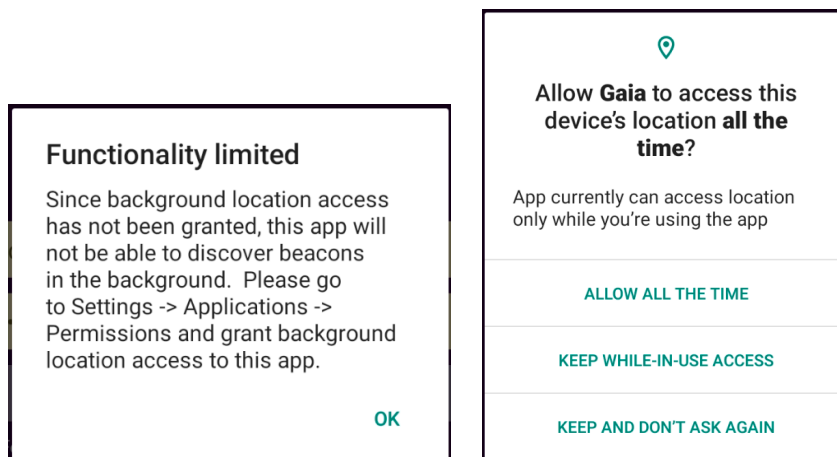 Functionality limited
Since background location access
has not been granted, this app will
not be able to discover beacons
in the background.  Please go
to Settings -> Applications ->
Permissions and grant background
location access to this app.
OK
Allow Gaia to access this
device's location all the
time?
App currently can access location
only while you're using the app
ALLOW ALL THE TIME
KEEP WHILE-IN-USE ACCESS
KEEP AND DON'T ASK AGAIN